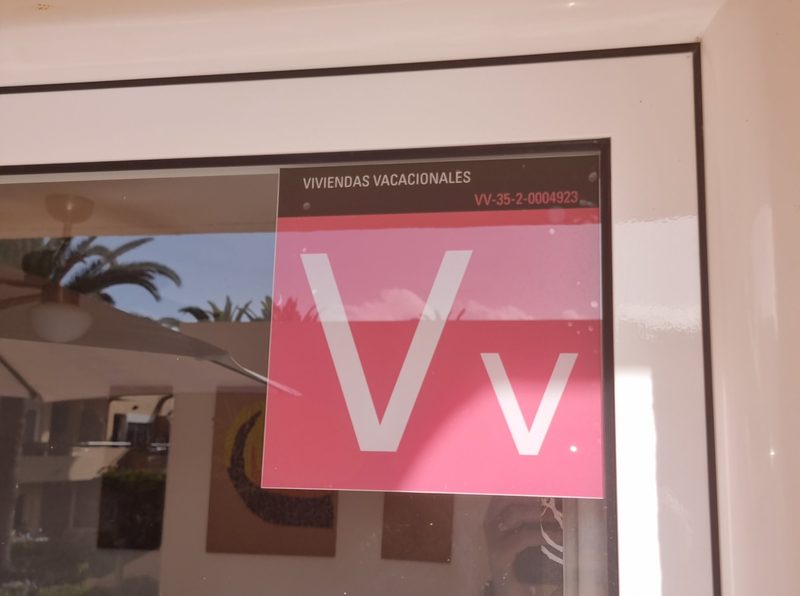 VIVIENDAS VACACIONALES
VV-35-2-0004923
Vv